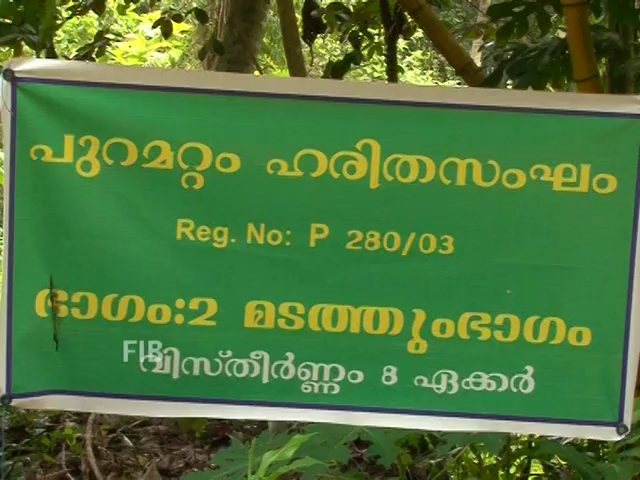 പുറമറ്റം ഹരിതസംഘം
Reg. No: P 280/03
ഭാഗം:2 മടത്തുംഭാഗം
FIB
വിസ്തീർണ്ണം 8 ഏക്കർ